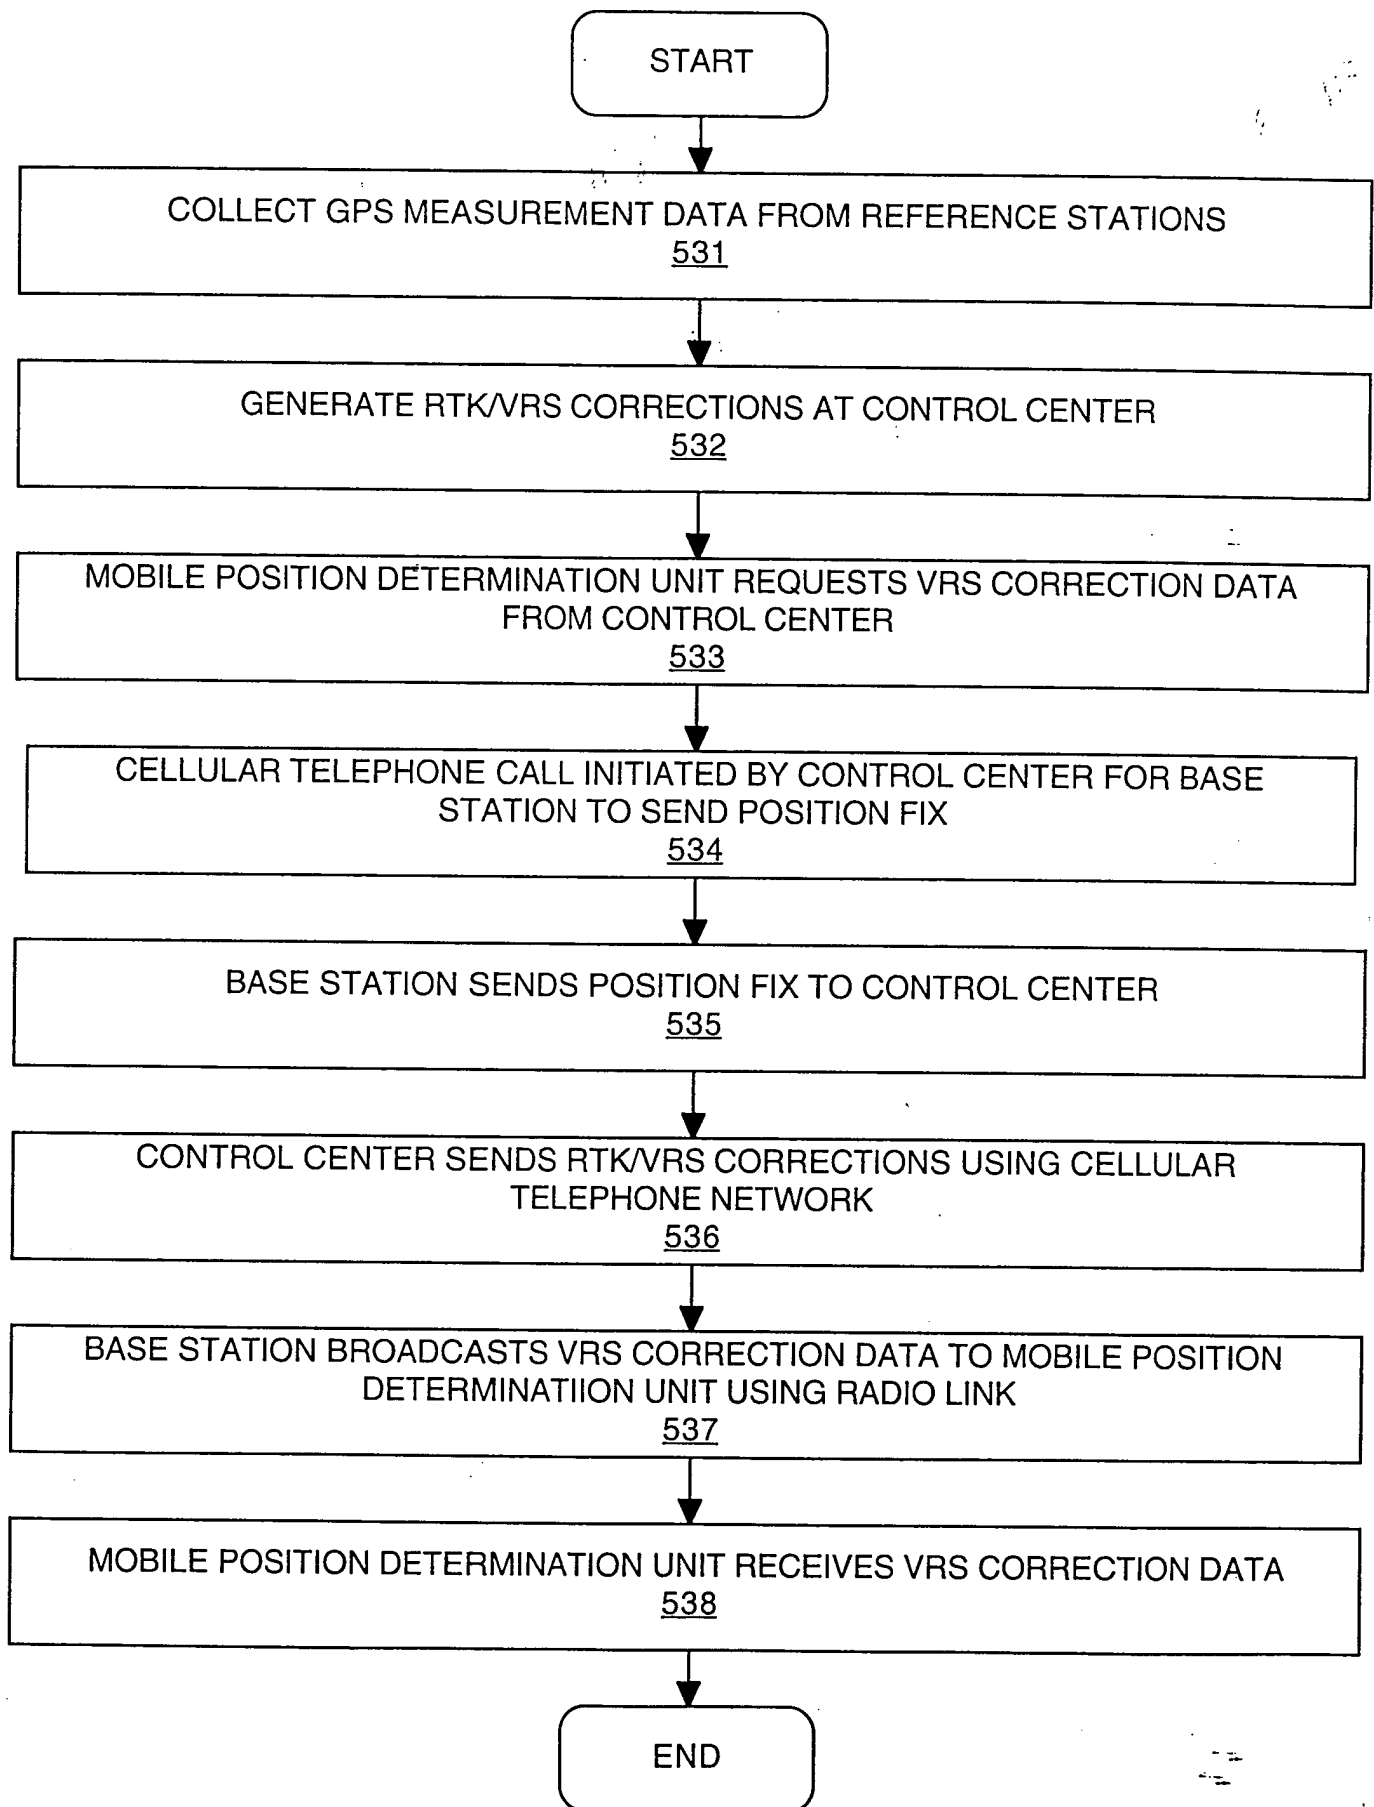 START
COLLECT GPS MEASUREMENT DATA FROM REFERENCE STATIONS
531
GENERATE RTK/VRS CORRECTIONS AT CONTROL CENTER
532
MOBILE POSITION DETERMINATION UNIT REQUESTS VRS CORRECTION DATA
FROM CONTROL CENTER
533
CELLULAR TELEPHONE CALL INITIATED BY CONTROL CENTER FOR BASE
STATION TO SEND POSITION FIX
534
BASE STATION SENDS POSITION FIX TO CONTROL CENTER
535
CONTROL CENTER SENDS RTK/VRS CORRECTIONS USING CELLULAR
TELEPHONE NETWORK
536
BASE STATION BROADCASTS VRS CORRECTION DATA TO MOBILE POSITION
DETERMINATIION UNIT USING RADIO LINK
537
MOBILE POSITION DETERMINATION UNIT RECEIVES VRS CORRECTION DATA
538
END